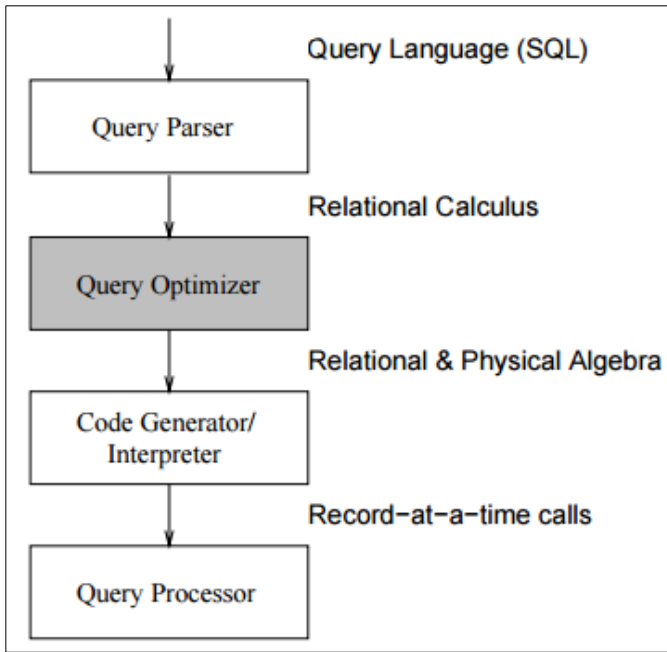 Query Language (SQL)
Query Parser
Relational Calculus
Query Optimizer
Relational & Physical Algebra
Code Generator/
Interpreter
Record−at−a−time calls
Query Processor